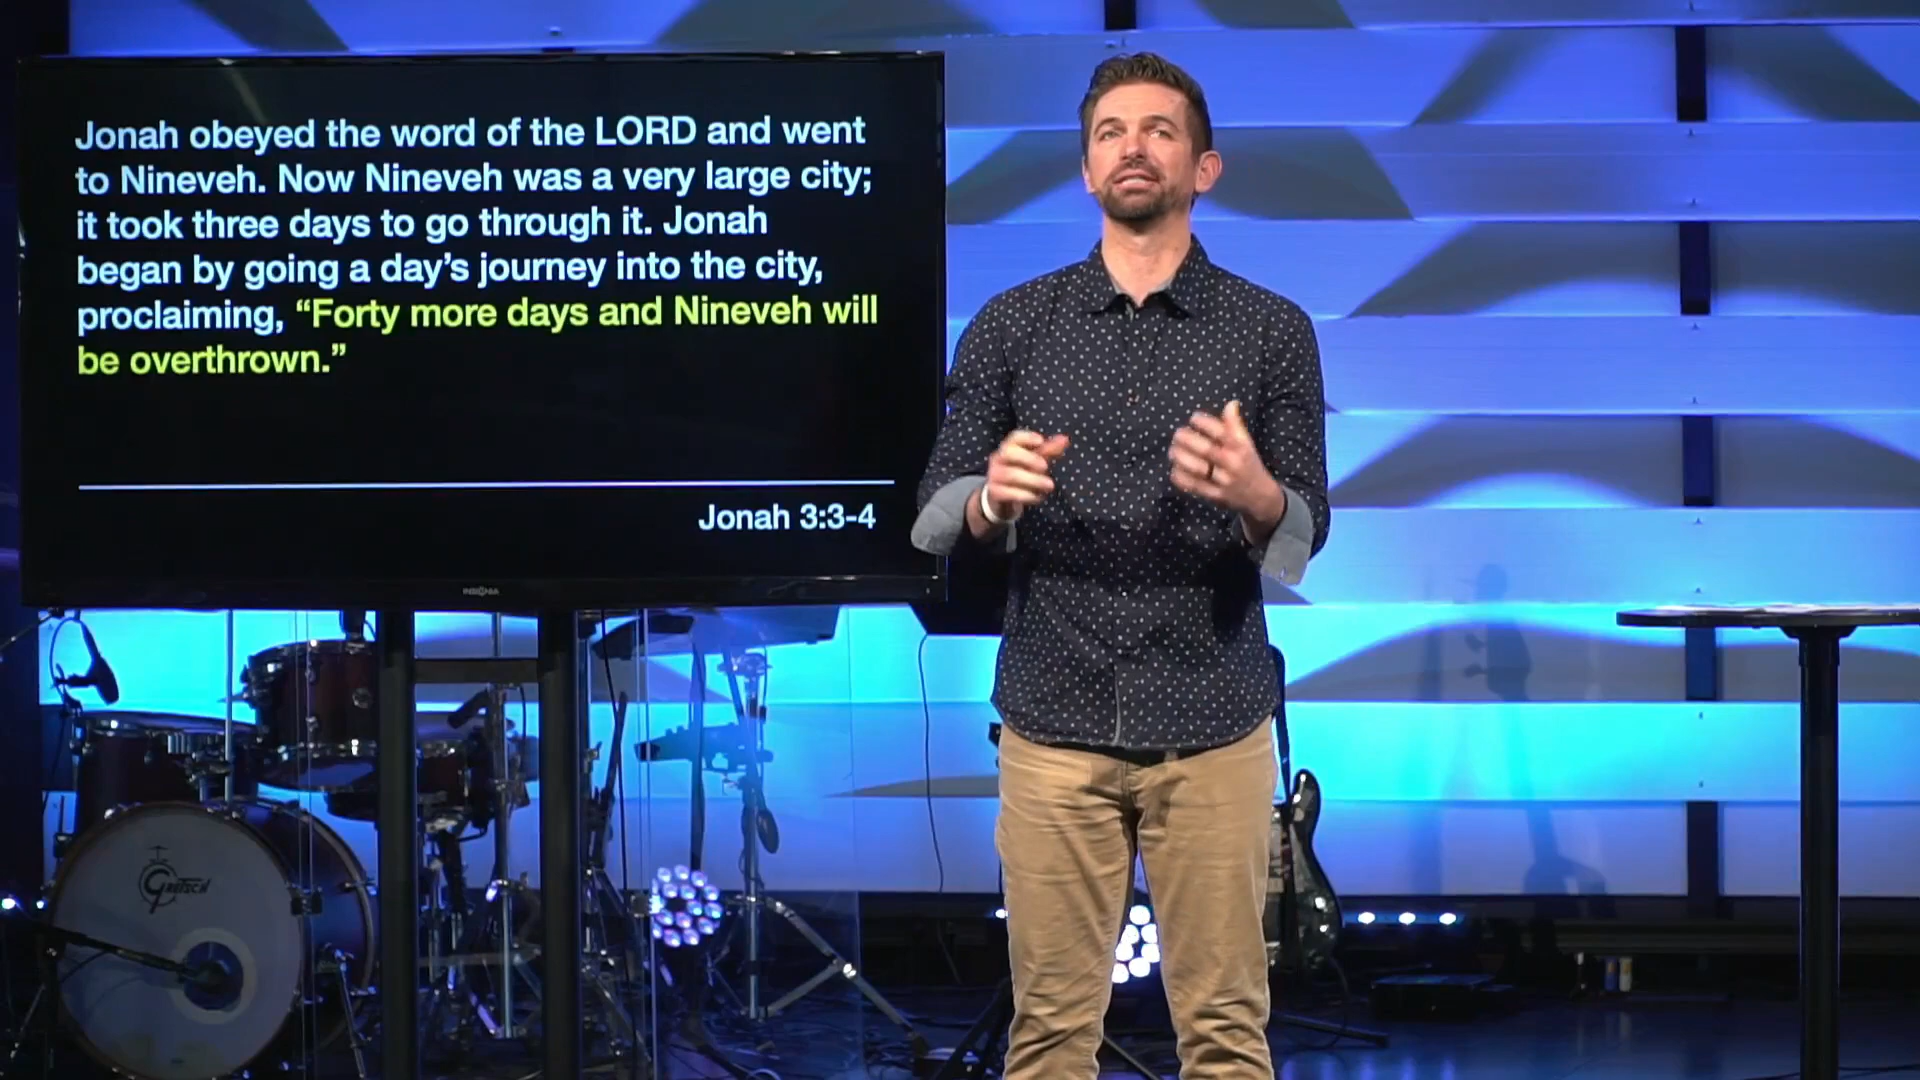 Jonah obeyed the word of the LORD and went
to Nineveh. Now Nineveh was a very large city;
it took three days to go through it. Jonah
began by going a day’s journey into the city,
proclaiming, “Forty more days and Nineveh will
be overthrown.”
Jonah 3:3-4
INSIGNIA
GRETSCH